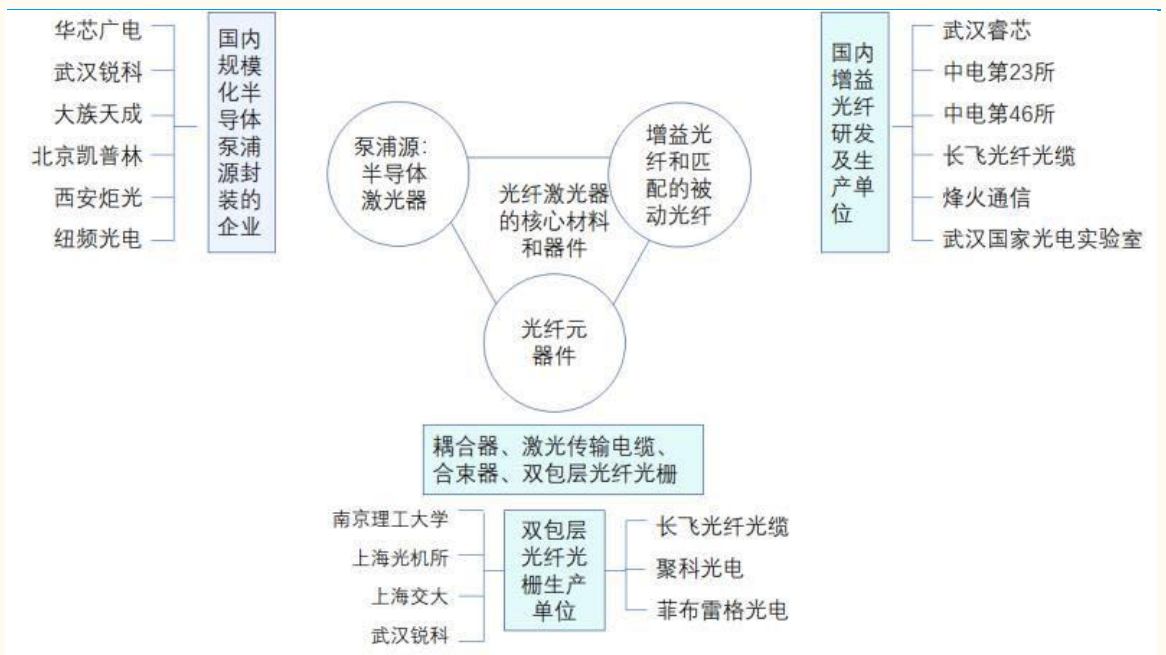 华芯广电
武汉锐科
大族天成
北京凯普林
西安炬光
纽频光电
国内
规模
化半
导体
泵浦
源封
装的
企业
泵浦源：
半导体
激光器
光纤激光器
的核心材料
和器件
增益光
纤和匹
配的被
动光纤
光纤元
器件
国内
增益
光纤
研发
及生
产单
位
武汉睿芯
中电第23所
中电第46所
长飞光纤光缆
烽火通信
武汉国家光电实验室
耦合器、激光传输电缆、
合束器、双包层光纤光栅
南京理工大学
上海光机所
上海交大
武汉锐科
双包层
光纤光
栅生产
单位
长飞光纤光缆
聚科光电
菲布雷格光电